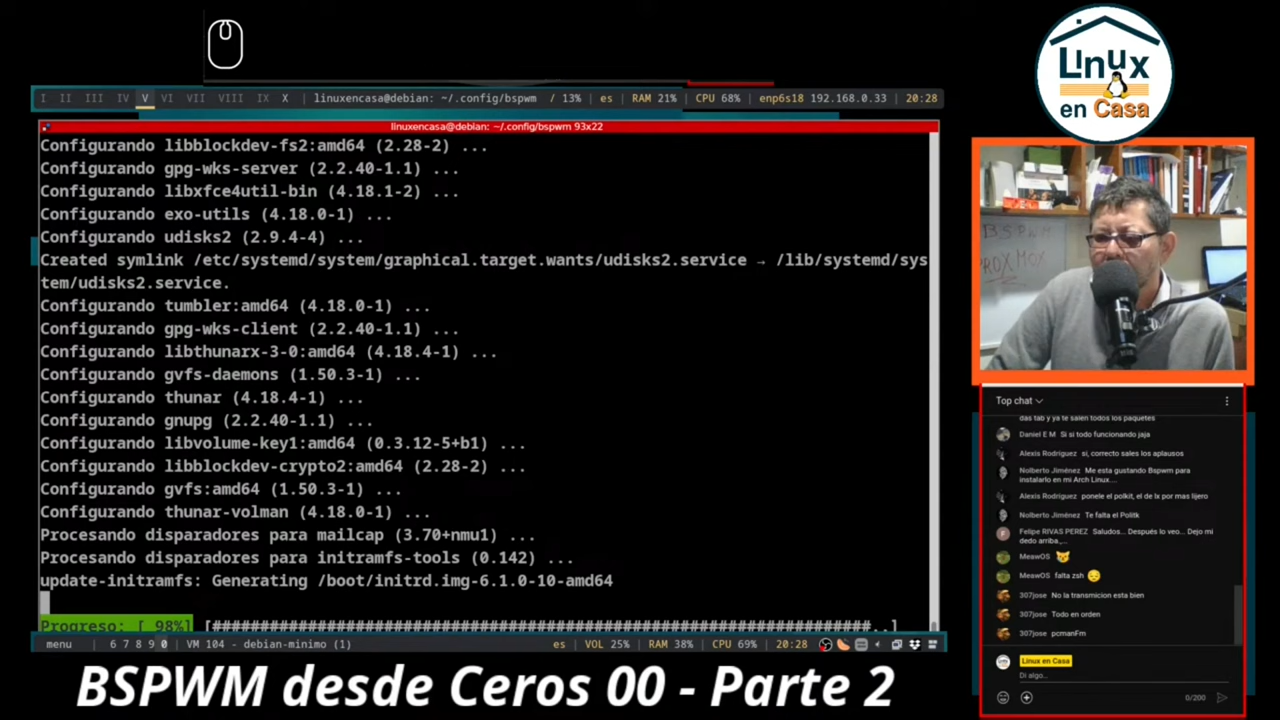 I II III IV V VI VII VIII IX X linuxencasa@debian: ~/.config/bspwm / 13% | es | RAM 21% | CPU 68% | enp6s18 192.168.0.33 | 20:28
linuxencasa@debian: ~/.config/bspwm 93x22
Configurando libblockdev-fs2:amd64 (2.28-2) ...
Configurando gpg-wks-server (2.2.40-1.1) ...
Configurando libxfce4util-bin (4.18.1-2) ...
Configurando exo-utils (4.18.0-1) ...
Configurando udisks2 (2.9.4-4) ...
Created symlink /etc/systemd/system/graphical.target.wants/udisks2.service → /lib/systemd/sys
tem/udisks2.service.
Configurando tumbler:amd64 (4.18.0-1) ...
Configurando gpg-wks-client (2.2.40-1.1) ...
Configurando libthunarx-3-0:amd64 (4.18.4-1) ...
Configurando gvfs-daemons (1.50.3-1) ...
Configurando thunar (4.18.4-1) ...
Configurando gnupg (2.2.40-1.1) ...
Configurando libvolume-key1:amd64 (0.3.12-5+b1) ...
Configurando libblockdev-crypto2:amd64 (2.28-2) ...
Configurando gvfs:amd64 (1.50.3-1) ...
Configurando thunar-volman (4.18.0-1) ...
Procesando disparadores para mailcap (3.70+nmu1) ...
Procesando disparadores para initramfs-tools (0.142) ...
update-initramfs: Generating /boot/initrd.img-6.1.0-10-amd64
Progreso: [ 98%] [##########################################################..]
menu | 6 7 8 9 0 | VM 104 - debian-minimo (1) es | VOL 25% | RAM 38% | CPU 69% | 20:28
BSPWM desde Ceros 00 - Parte 2
Linux
en Casa
BSPWM
PROXMOX
Top chat
das tab y ya te salen todos los paquetes
Daniel E M Si si todo funcionando jaja
Alexis Rodriguez si, correcto sales los aplausos
Nolberto Jiménez Me esta gustando Bspwm para
instalarlo en mi Arch Linux....
Alexis Rodriguez ponele el polkit, el de lx por mas lijero
Nolberto Jiménez Te falta el Politk
Felipe RIVAS PEREZ Saludos... Después lo veo... Dejo mi
dedo arriba.,..
MeawOS
MeawOS falta zsh
307jose No la transmicion esta bien
307jose Todo en orden
307jose pcmanFm
Linux en Casa
Di algo...
0/200